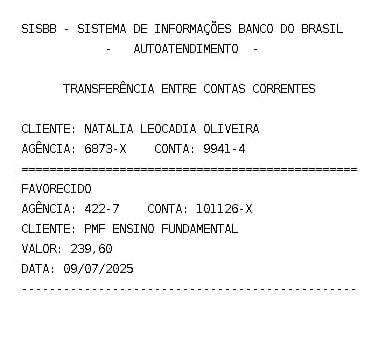 SISBB - SISTEMA DE INFORMAÇÕES BANCO DO BRASIL
- AUTOATENDIMENTO -
TRANSFERÊNCIA ENTRE CONTAS CORRENTES
CLIENTE: NATALIA LEOCADIA OLIVEIRA
AGÊNCIA: 6873-X CONTA: 9941-4
================================================
FAVORECIDO
AGÊNCIA: 422-7 CONTA: 101126-X
CLIENTE: PMF ENSINO FUNDAMENTAL
VALOR: 239,60
DATA: 09/07/2025
------------------------------------------------